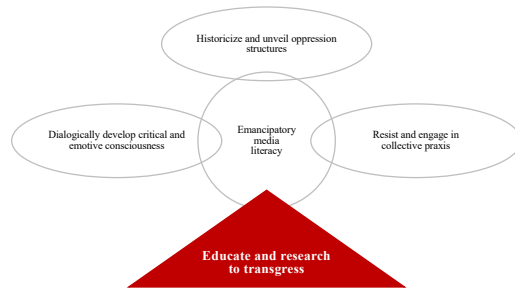 Historicize and unveil oppression
structures
Dialogically develop critical and
emotive consciousness
Emancipatory
media
literacy
Resist and engage in
collective praxis
Educate and research
to transgress